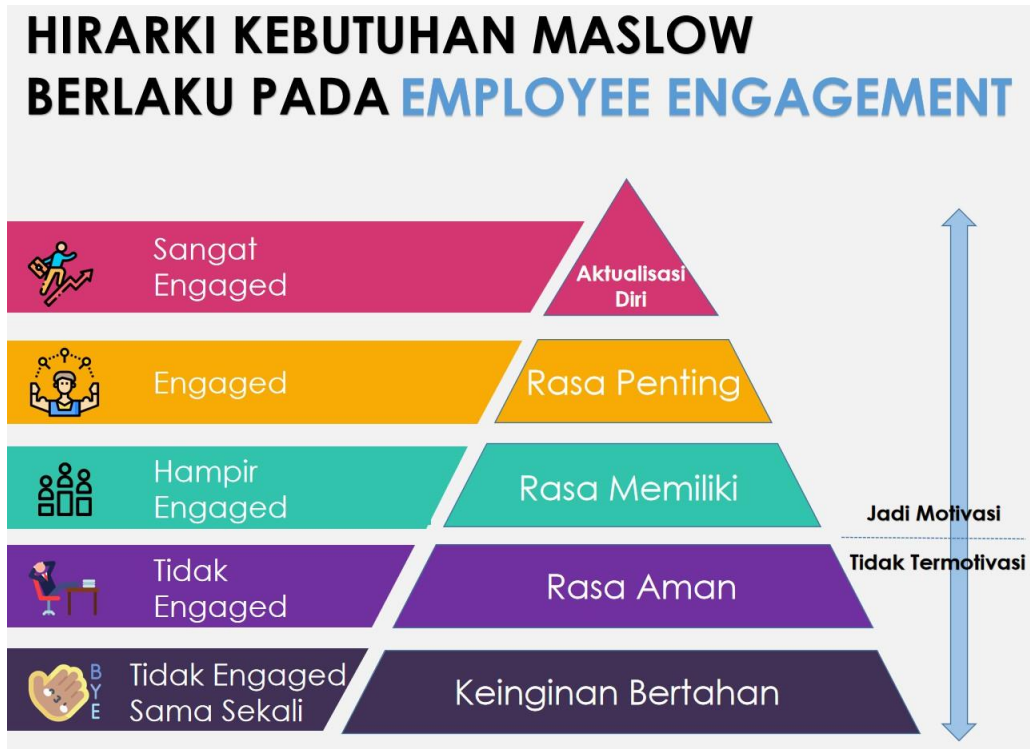 HIRARKI KEBUTUHAN MASLOW
BERLAKU PADA EMPLOYEE ENGAGEMENT
Sangat
Engaged
Aktualisasi
Diri
Engaged
Rasa Penting
Hampir
Engaged
Rasa Memiliki
Jadi Motivasi
Tidak Termotivasi
Tidak
Engaged
Rasa Aman
BYE
Tidak Engaged
Sama Sekali
Keinginan Bertahan